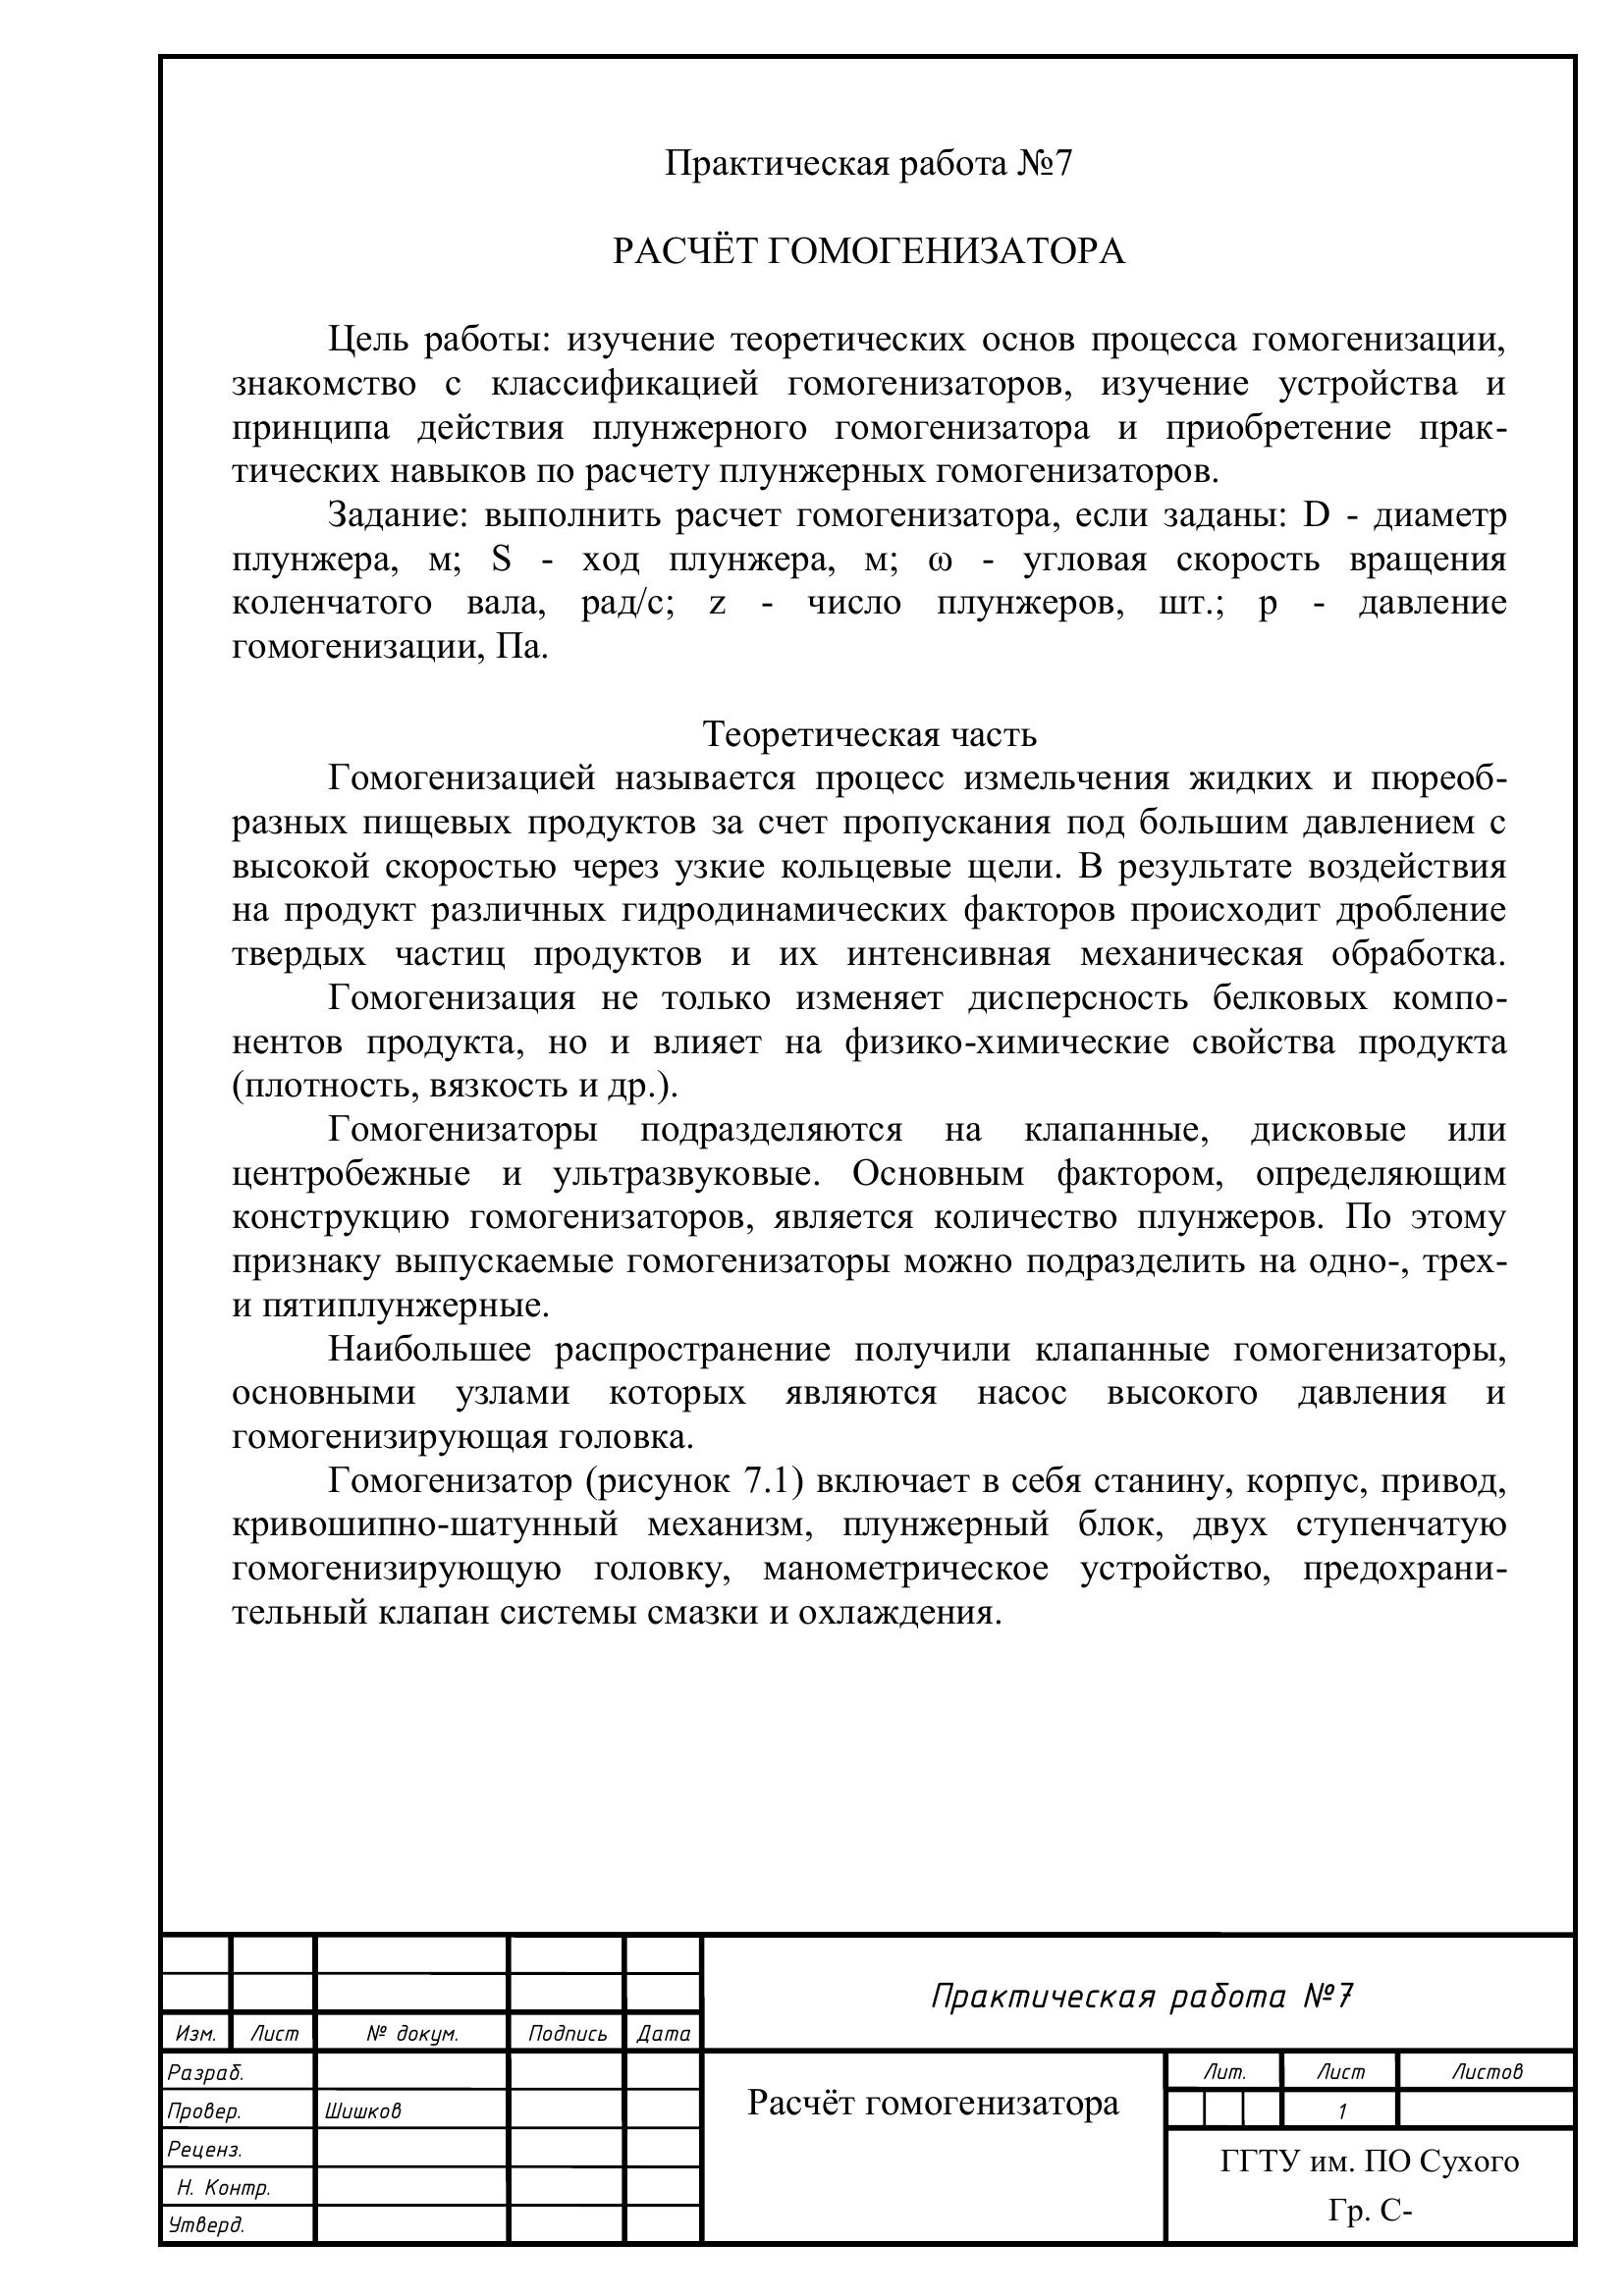 Практическая работа №7
РАСЧЁТ ГОМОГЕНИЗАТОРА
Цель работы: изучение теоретических основ процесса гомогенизации,
знакомство с классификацией гомогенизаторов, изучение устройства и
принципа действия плунжерного гомогенизатора и приобретение прак-
тических навыков по расчету плунжерных гомогенизаторов.
Задание: выполнить расчет гомогенизатора, если заданы: D - диаметр
плунжера, м; S - ход плунжера, м; ω - угловая скорость вращения
коленчатого вала, рад/с; z - число плунжеров, шт.; p - давление
гомогенизации, Па.
Теоретическая часть
Гомогенизацией называется процесс измельчения жидких и пюреоб-
разных пищевых продуктов за счет пропускания под большим давлением с
высокой скоростью через узкие кольцевые щели. В результате воздействия
на продукт различных гидродинамических факторов происходит дробление
твердых частиц продуктов и их интенсивная механическая обработка.
Гомогенизация не только изменяет дисперсность белковых компо-
нентов продукта, но и влияет на физико-химические свойства продукта
(плотность, вязкость и др.).
Гомогенизаторы подразделяются на клапанные, дисковые или
центробежные и ультразвуковые. Основным фактором, определяющим
конструкцию гомогенизаторов, является количество плунжеров. По этому
признаку выпускаемые гомогенизаторы можно подразделить на одно-, трех-
и пятиплунжерные.
Наибольшее распространение получили клапанные гомогенизаторы,
основными узлами которых являются насос высокого давления и
гомогенизирующая головка.
Гомогенизатор (рисунок 7.1) включает в себя станину, корпус, привод,
кривошипно-шатунный механизм, плунжерный блок, двух ступенчатую
гомогенизирующую головку, манометрическое устройство, предохрани-
тельный клапан системы смазки и охлаждения.
Практическая работа №7
Изм. Лист № докум. Подпись Дата
Разраб.
Провер. Шишков
Реценз.
Н. Контр.
Утверд.
Расчёт гомогенизатора
Лит. Лист Листов
1
ГГТУ им. ПО Сухого
Гр. С-